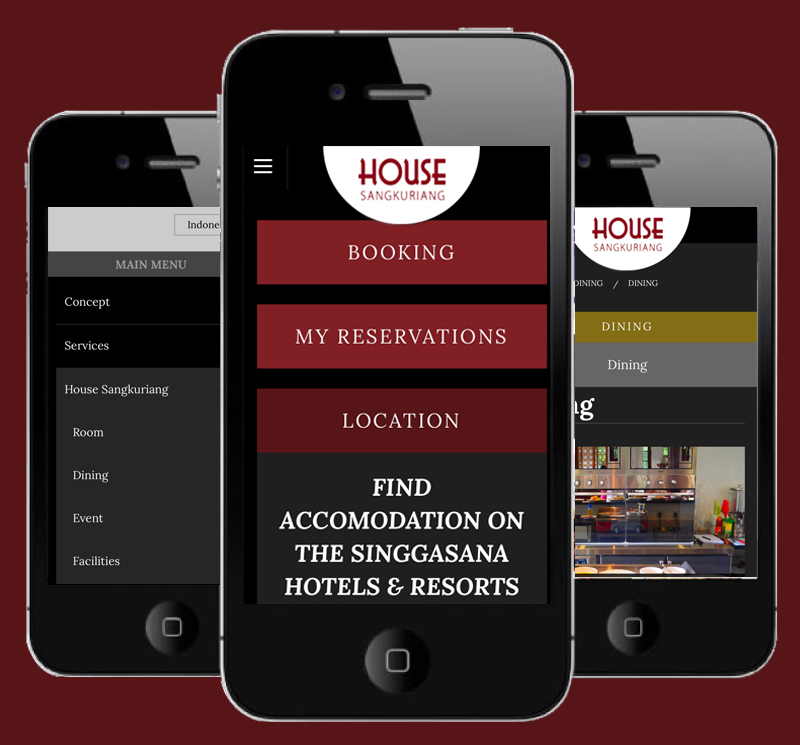 Indone
MAIN MENU
Concept
Services
House Sangkuriang
Room
Dining
Event
Facilities
HOUSE
SANGKURIANG
BOOKING
MY RESERVATIONS
LOCATION
FIND
ACCOMODATION ON
THE SINGGASANA
HOTELS & RESORTS
HOUSE
SANGKURIANG
DINING / DINING
DINING
Dining
ng